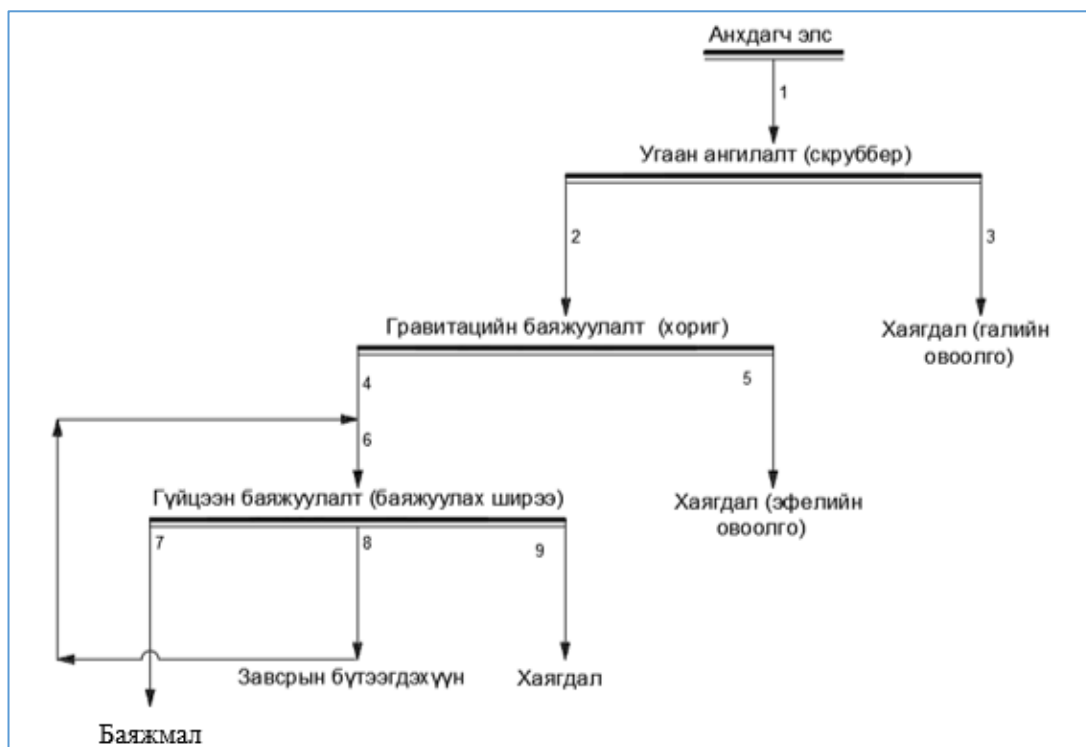 Анхдагч элс
1
Угаан ангилалт (скруббер)
2
3
Гравитацийн баяжуулалт (хориг)
Хаягдал (галийн
овоолго)
4
5
6
Гүйцээн баяжуулалт (баяжуулах ширээ)
Хаягдал (эфелийн
овоолго)
7
8
9
Завсрын бүтээгдэхүүн
Хаягдал
Баяжмал